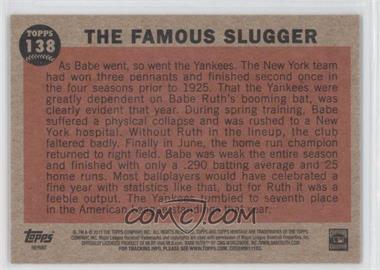 TOPPS
138
THE FAMOUS SLUGGER
As Babe went, so went the Yankees. The New York team
had won three pennants and finished second once in
the four seasons prior to 1925. That the Yankees were
greatly dependent on Babe Ruth's booming bat, was
clearly evident that year. During spring training, Babe
suffered a physical collapse and was rushed to a New
York hospital. Without Ruth in the lineup, the club
faltered badly. Finally in June, the home run champion
returned to right field. Babe was weak the entire season
and finished with only a .290 batting average and 25
home runs. Most ballplayers would have celebrated a
fine year with statistics like that, but for Ruth it was a
feeble output. The Yankees tumbled to seventh place
in the American
Topps